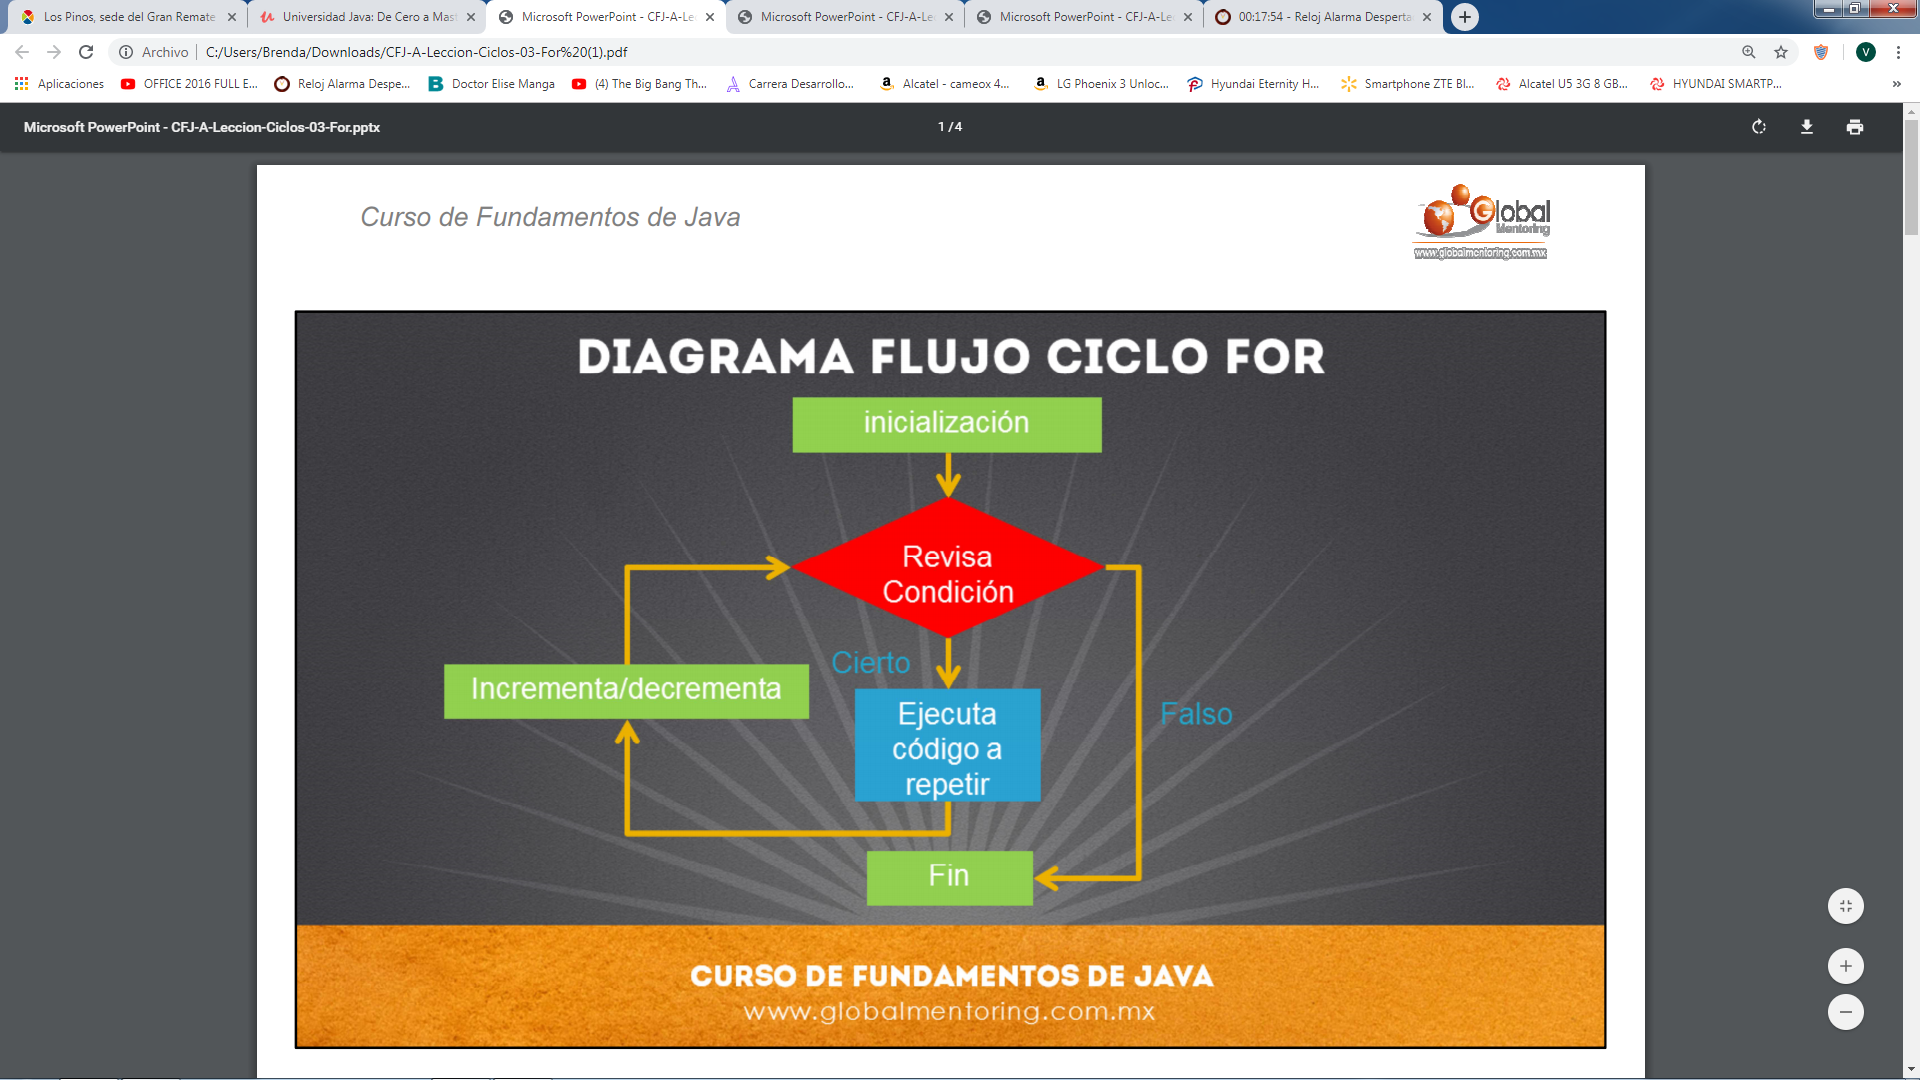 Los Pinos, sede del Gran Remate
Universidad Java: De Cero a Mast
Microsoft PowerPoint - CFJ-A-Le
Microsoft PowerPoint - CFJ-A-Le
Microsoft PowerPoint - CFJ-A-Le
00:17:54 - Reloj Alarma Desperta
Archivo
C:/Users/Brenda/Downloads/CFJ-A-Leccion-Ciclos-03-For%20(1).pdf
V
Aplicaciones
OFFICE 2016 FULL E...
Reloj Alarma Despe...
Doctor Elise Manga
(4) The Big Bang Th...
Carrera Desarrollo...
Alcatel - cameox 4...
LG Phoenix 3 Unloc...
Hyundai Eternity H...
Smartphone ZTE Bl...
Alcatel U5 3G 8 GB...
HYUNDAI SMARTP...
Microsoft PowerPoint - CFJ-A-Leccion-Ciclos-03-For.pptx
1 / 4
Curso de Fundamentos de Java
Global
Mentoring
www.globalmentoring.com.mx
DIAGRAMA FLUJO CICLO FOR
inicialización
Revisa
Condición
Cierto
Incrementa/decrementa
Ejecuta
código a
repetir
Falso
Fin
CURSO DE FUNDAMENTOS DE JAVA
www.globalmentoring.com.mx